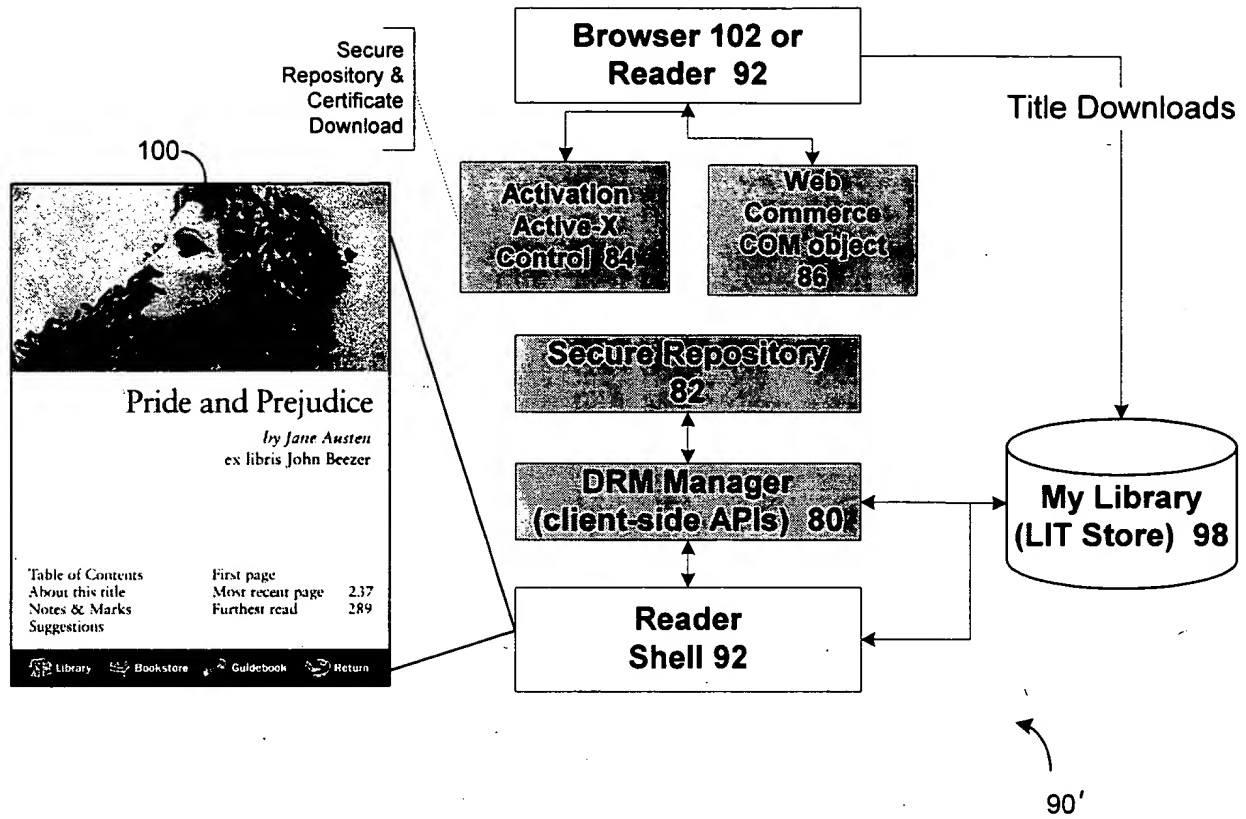 Secure
Repository &
Certificate
Download
Browser 102 or
Reader 92
Title Downloads
100
Activation
Active-X
Control 84
Web
Commerce
COM object
86
Pride and Prejudice
by Jane Austen
ex libris John Beezer
Table of Contents
About this title
Notes & Marks
Suggestions
First page
Most recent page 237
Furthest read 289
Library Bookstore Guidebook Return
Secure Repository
82
DRM Manager
(client-side APIs) 80
Reader
Shell 92
My Library
(LIT Store) 98
90'